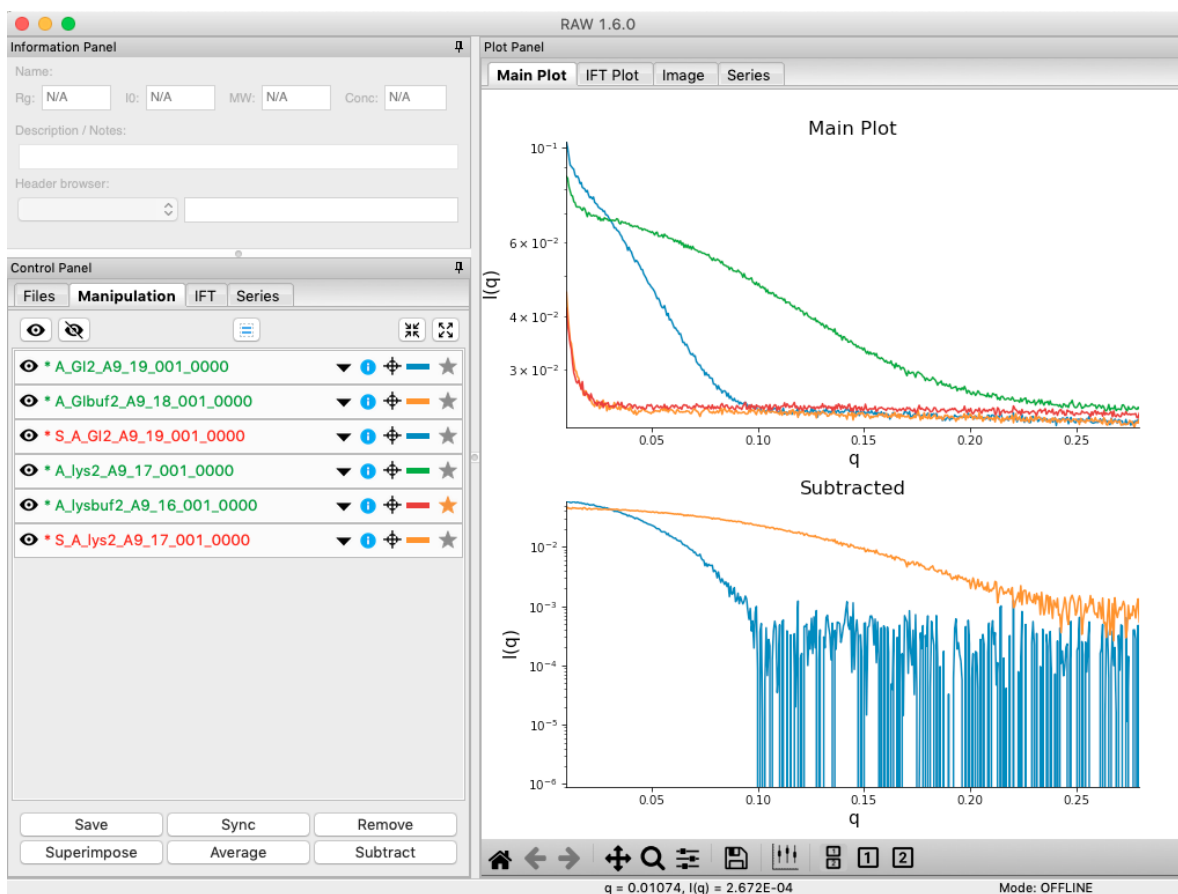 RAW 1.6.0
Information Panel
Name:
Rg: N/A I0: N/A MW: N/A Conc: N/A
Description / Notes:
Header browser:
Control Panel
Files Manipulation IFT Series
* A_GI2_A9_19_001_0000
* A_GIbuf2_A9_18_001_0000
* S_A_GI2_A9_19_001_0000
* A_lys2_A9_17_001_0000
* A_lysbuf2_A9_16_001_0000
* S_A_lys2_A9_17_001_0000
Save Sync Remove
Superimpose Average Subtract
Plot Panel
Main Plot IFT Plot Image Series
Main Plot
I(q)
10⁻¹
6 × 10⁻²
4 × 10⁻²
3 × 10⁻²
0.05 0.10 0.15 0.20 0.25
q
Subtracted
I(q)
10⁻²
10⁻³
10⁻⁴
10⁻⁵
10⁻⁶
0.05 0.10 0.15 0.20 0.25
q
1 2 1 2
q = 0.01074, I(q) = 2.672E-04 Mode: OFFLINE